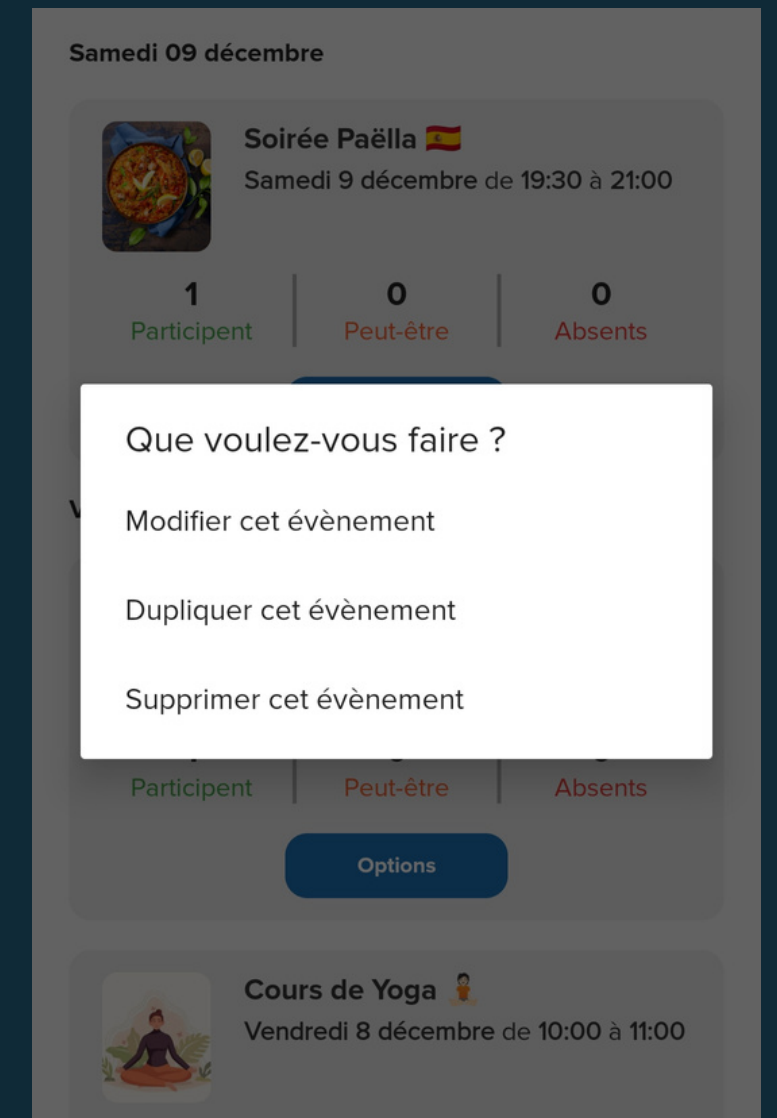 Samedi 09 décembre
Soirée Paëlla 🇪🇸
Samedi 9 décembre de 19:30 à 21:00
1 0 0
Participent Peut-être Absents
Que voulez-vous faire ?
Modifier cet évènement
Dupliquer cet évènement
Supprimer cet évènement
Participent Peut-être Absents
Options
Cours de Yoga
Vendredi 8 décembre de 10:00 à 11:00